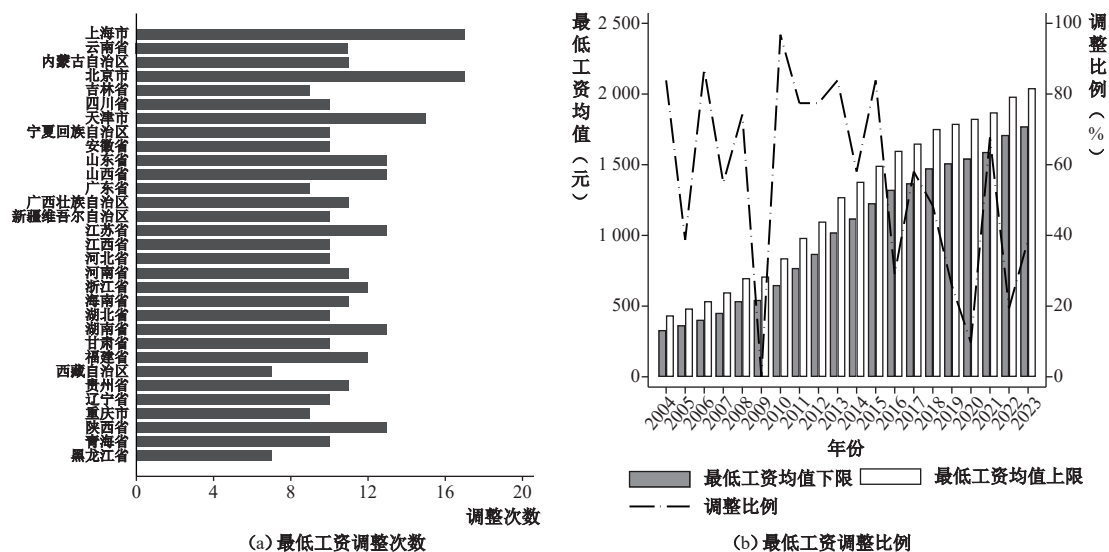 上海市
云南省
内蒙古自治区
北京市
吉林省
四川省
天津市
宁夏回族自治区
安徽省
山东省
山西省
广东省
广西壮族自治区
新疆维吾尔自治区
江苏省
江西省
河北省
河南省
浙江省
海南省
湖北省
湖南省
甘肃省
福建省
西藏自治区
贵州省
辽宁省
重庆市
陕西省
青海省
黑龙江省
0 4 8 12 16 20
调整次数
(a)最低工资调整次数
最低工资均值(元)
2 500
2 000
1 500
1 000
500
0
100
80
60
40
20
0
调整比例(%)
2004 2005 2006 2007 2008 2009 2010 2011 2012 2013 2014 2015 2016 2017 2018 2019 2020 2021 2022 2023
年份
最低工资均值下限 最低工资均值上限
调整比例
(b)最低工资调整比例